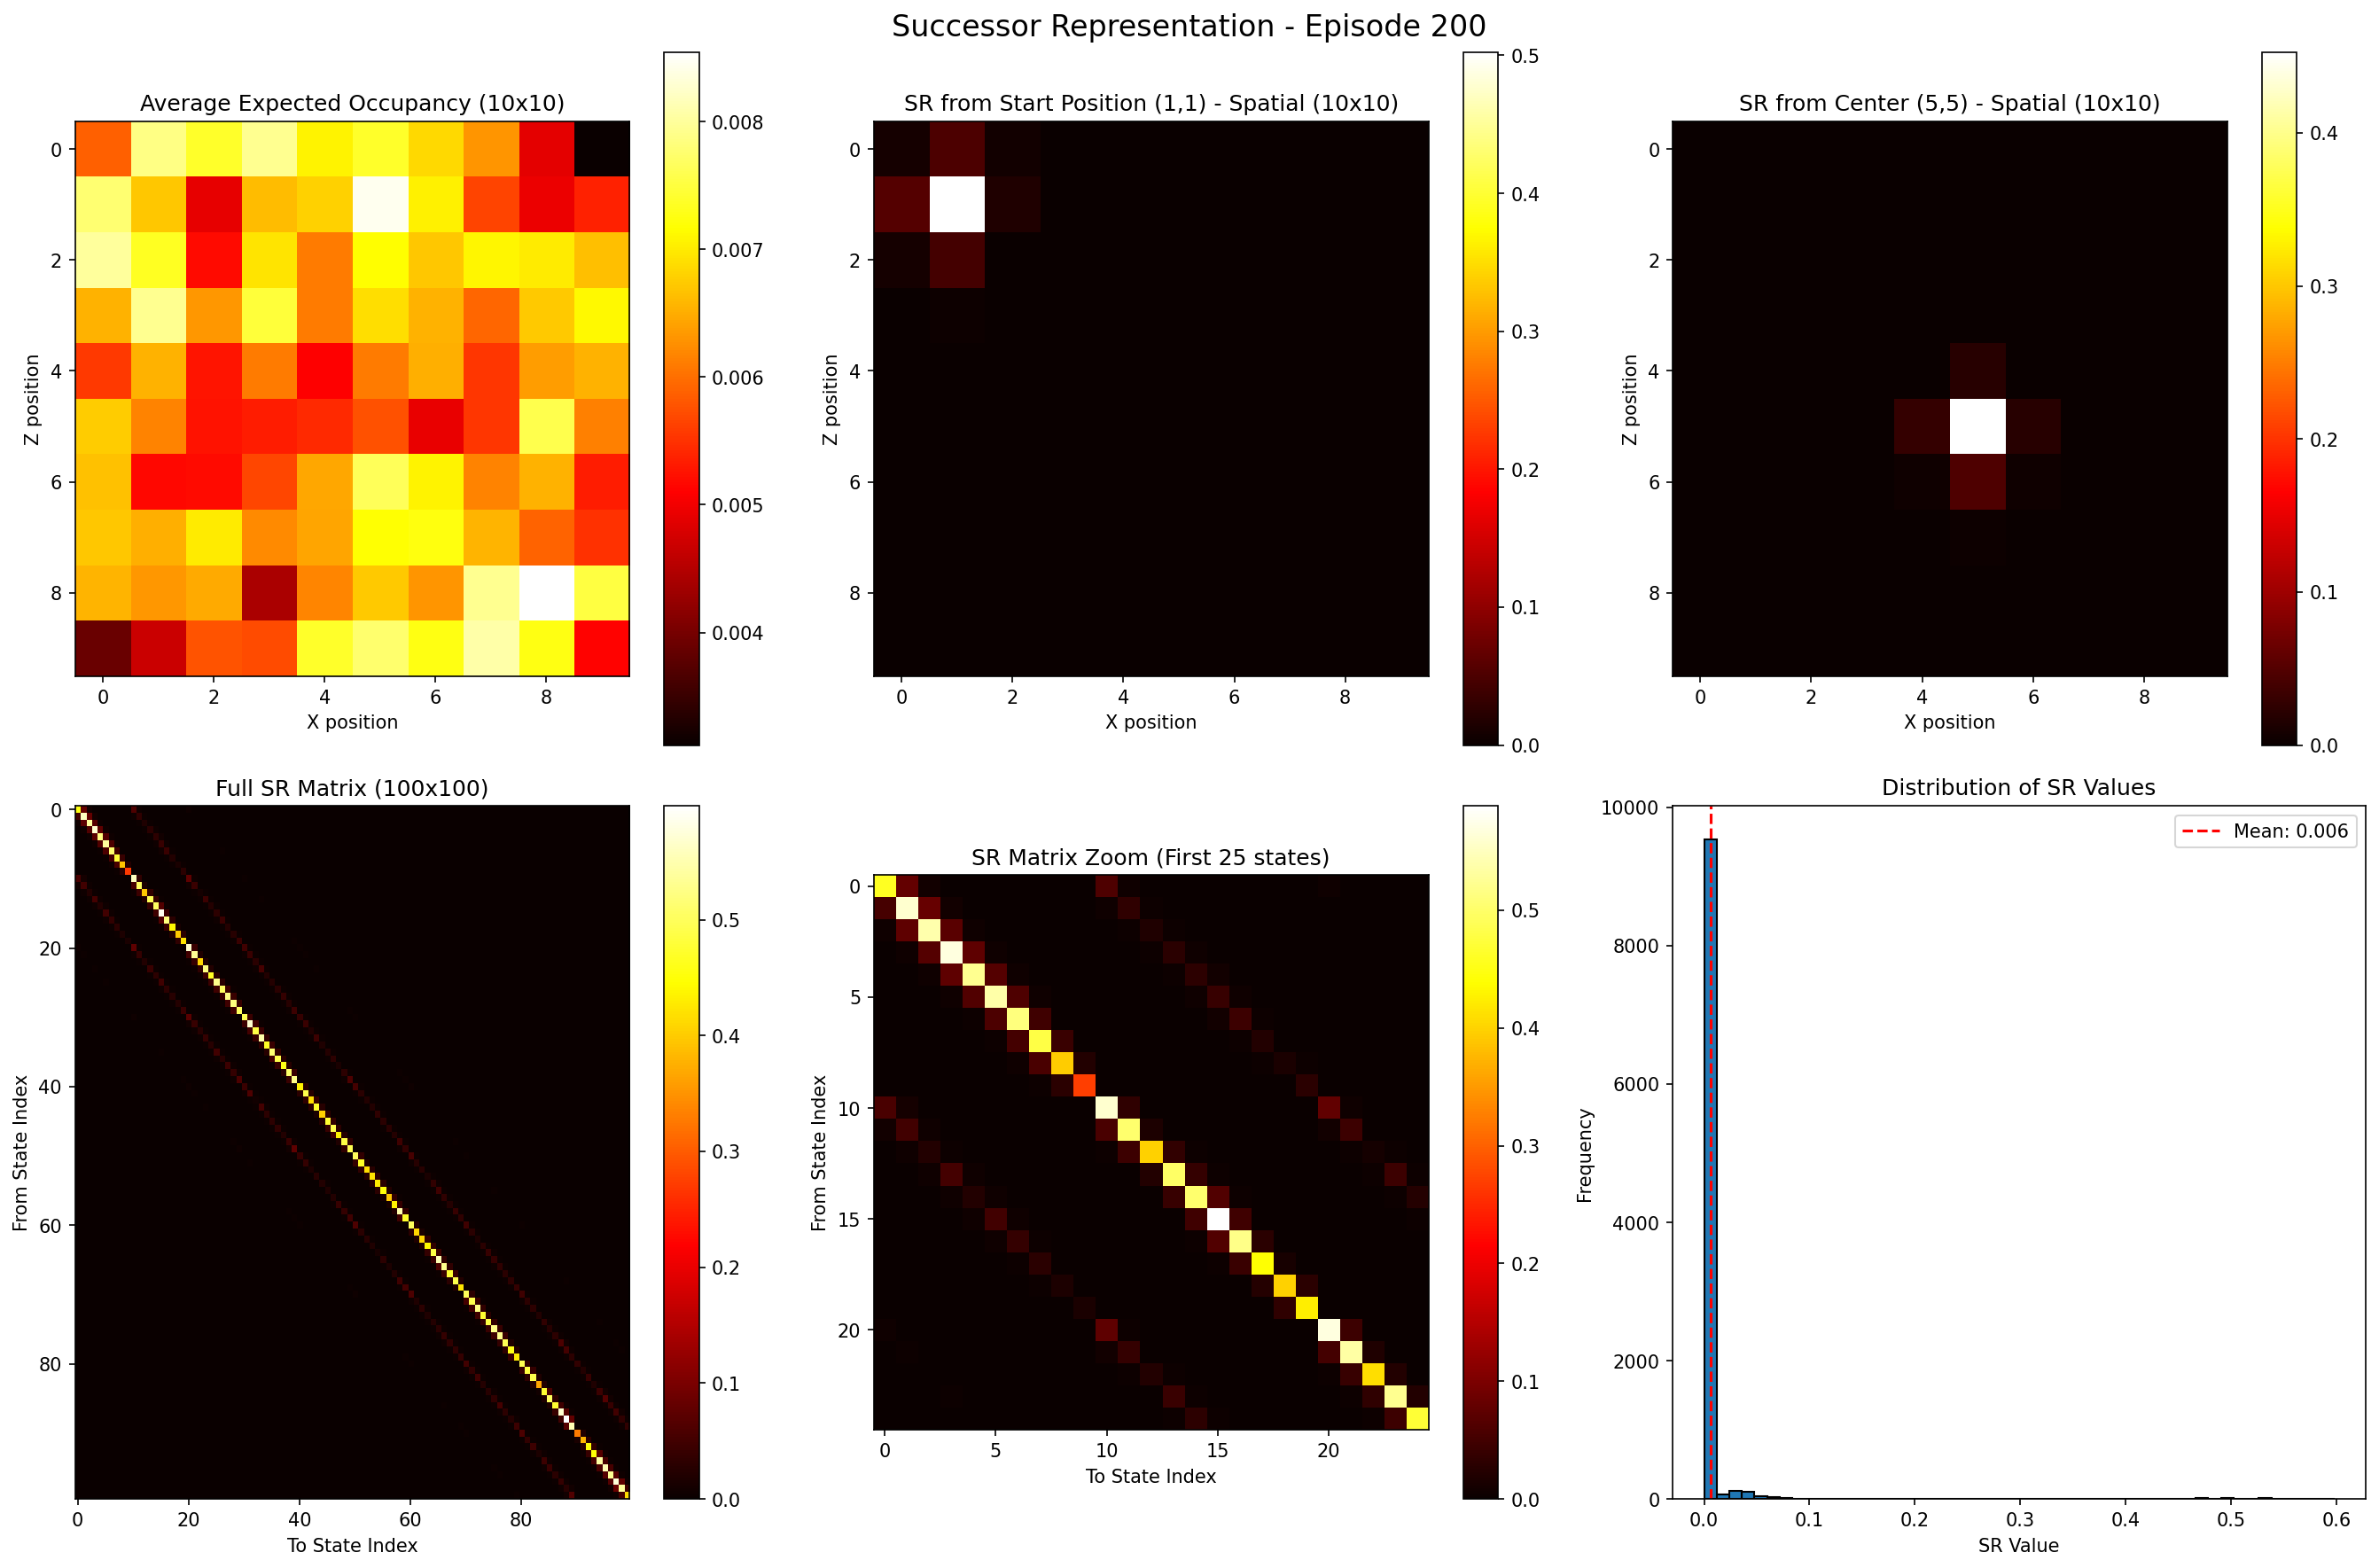 Successor Representation - Episode 200
Average Expected Occupancy (10x10)
Z position
0
2
4
6
8
0 2 4 6 8
X position
0.008
0.007
0.006
0.005
0.004
SR from Start Position (1,1) - Spatial (10x10)
Z position
0
2
4
6
8
0 2 4 6 8
X position
0.5
0.4
0.3
0.2
0.1
0.0
SR from Center (5,5) - Spatial (10x10)
Z position
0
2
4
6
8
0 2 4 6 8
X position
0.4
0.3
0.2
0.1
0.0
Full SR Matrix (100x100)
From State Index
0
20
40
60
80
0 20 40 60 80
To State Index
0.5
0.4
0.3
0.2
0.1
0.0
SR Matrix Zoom (First 25 states)
From State Index
0
5
10
15
20
0 5 10 15 20
To State Index
0.5
0.4
0.3
0.2
0.1
0.0
Distribution of SR Values
Mean: 0.006
Frequency
10000
8000
6000
4000
2000
0
0.0 0.1 0.2 0.3 0.4 0.5 0.6
SR Value